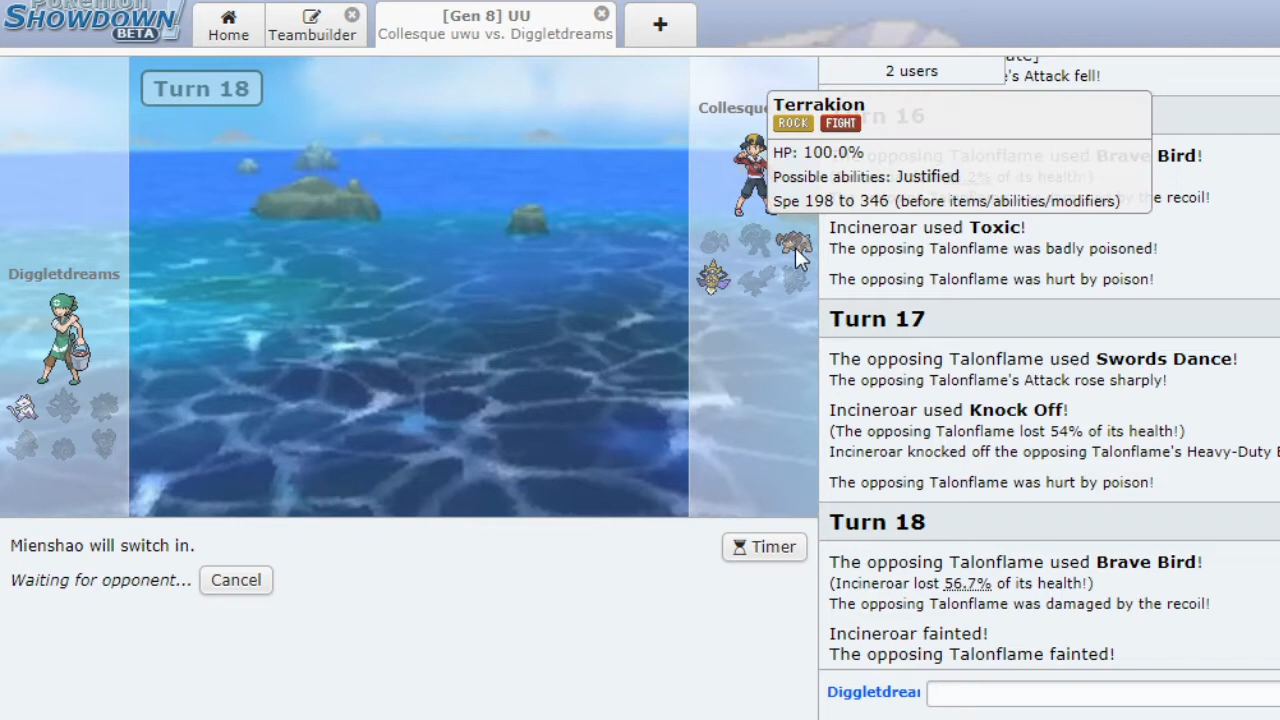 Pokémon
SHOWDOWN
BETA
Home
Teambuilder
[Gen 8] UU
Collesque uwu vs. Diggletdreams
+
2 users
's Attack fell!
Turn 18
Collesque
Terrakion
ROCK FIGHT
HP: 100.0%
Possible abilities: Justified
Spe 198 to 346 (before items/abilities/modifiers)
Turn 16
The opposing Talonflame used Brave Bird!
of its health!)
the recoil!
Incineroar used Toxic!
The opposing Talonflame was badly poisoned!
The opposing Talonflame was hurt by poison!
Turn 17
The opposing Talonflame used Swords Dance!
The opposing Talonflame's Attack rose sharply!
Incineroar used Knock Off!
(The opposing Talonflame lost 54% of its health!)
Incineroar knocked off the opposing Talonflame's Heavy-Duty
The opposing Talonflame was hurt by poison!
Turn 18
The opposing Talonflame used Brave Bird!
(Incineroar lost 56.7% of its health!)
The opposing Talonflame was damaged by the recoil!
Incineroar fainted!
The opposing Talonflame fainted!
Diggletdreams
Mienshao will switch in.
Waiting for opponent... Cancel
Timer
Diggletdrear